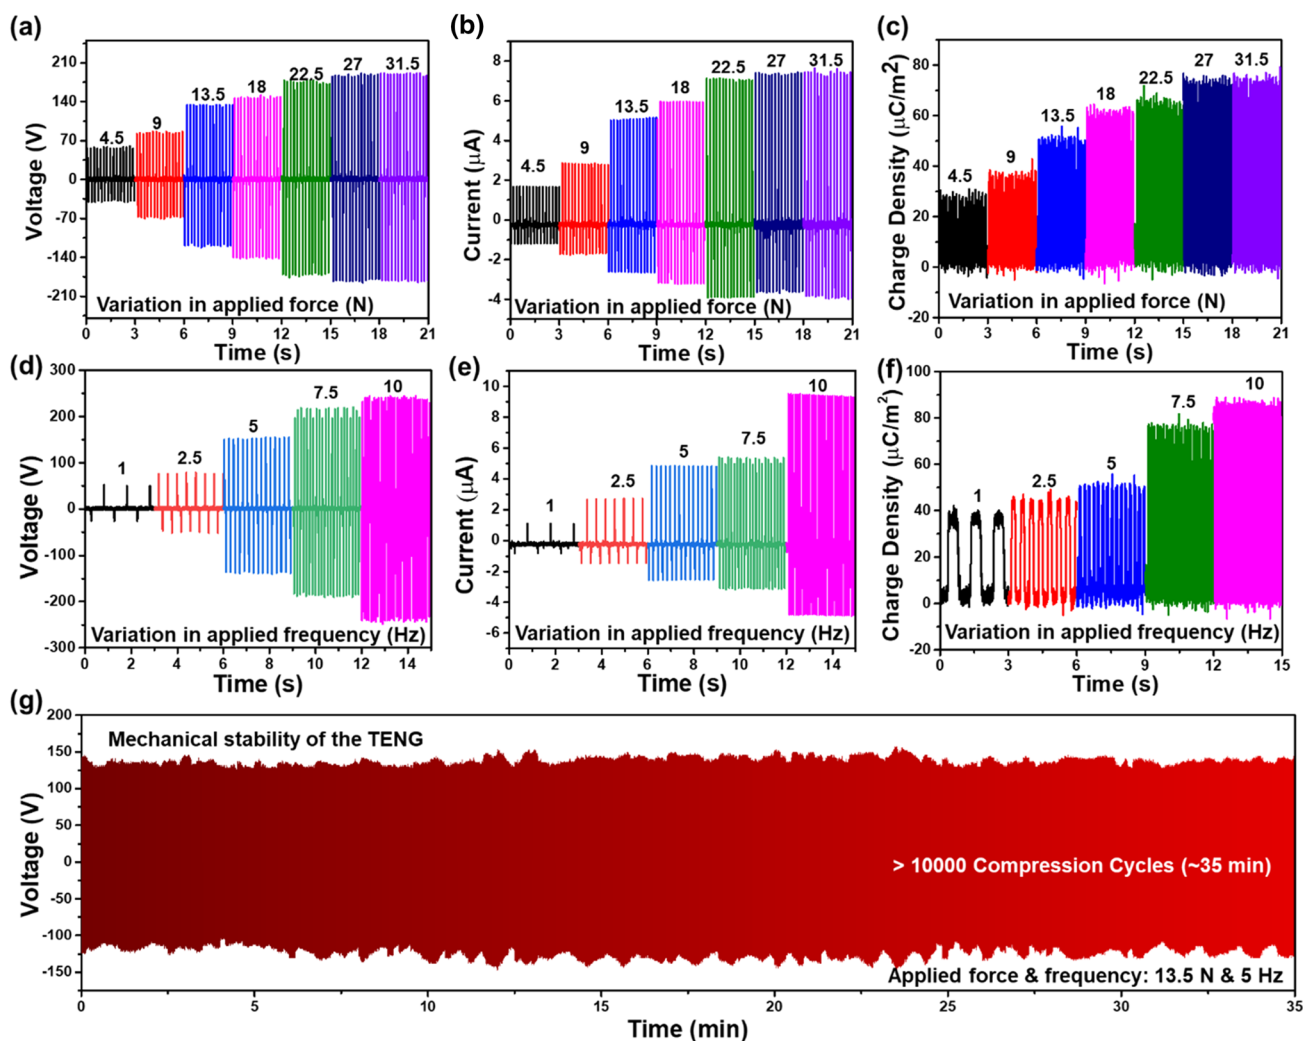 (a)
210
140
70
0
-70
-140
-210
Voltage (V)
4.5
9
13.5
18
22.5
27
31.5
Variation in applied force (N)
0 3 6 9 12 15 18 21
Time (s)
(b)
8
6
4
2
0
-2
-4
Current (μA)
4.5
9
13.5
18
22.5
27
31.5
Variation in applied force (N)
0 3 6 9 12 15 18 21
Time (s)
(c)
80
60
40
20
0
-20
Charge Density (μC/m2)
4.5
9
13.5
18
22.5
27
31.5
Variation in applied force (N)
0 3 6 9 12 15 18 21
Time (s)
(d)
300
200
100
0
-100
-200
-300
Voltage (V)
1
2.5
5
7.5
10
Variation in applied frequency (Hz)
0 2 4 6 8 10 12 14
Time (s)
(e)
10
8
6
4
2
0
-2
-4
-6
Current (μA)
1
2.5
5
7.5
10
Variation in applied frequency (Hz)
0 2 4 6 8 10 12 14
Time (s)
(f)
100
80
60
40
20
0
-20
Charge Density (μC/m²)
1
2.5
5
7.5
10
Variation in applied frequency (Hz)
0 3 6 9 12 15
Time (s)
(g)
200
150
100
50
0
-50
-100
-150
Voltage (V)
Mechanical stability of the TENG
> 10000 Compression Cycles (~35 min)
Applied force & frequency: 13.5 N & 5 Hz
0 5 10 15 20 25 30 35
Time (min)